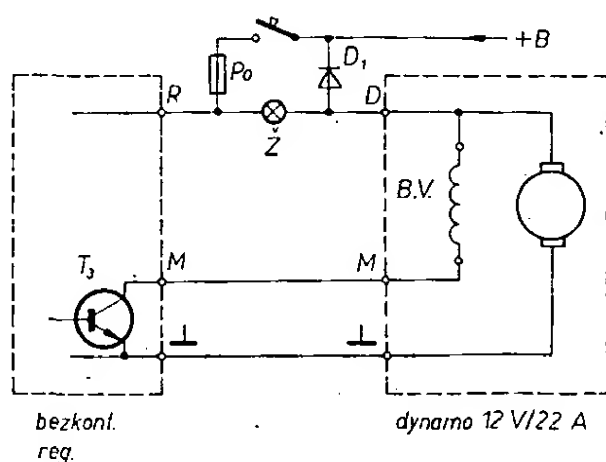 +B
Po
D1
R
Ž
D
B.V.
T3
M
M
bezkont.
reg.
dynamo 12 V/22 A